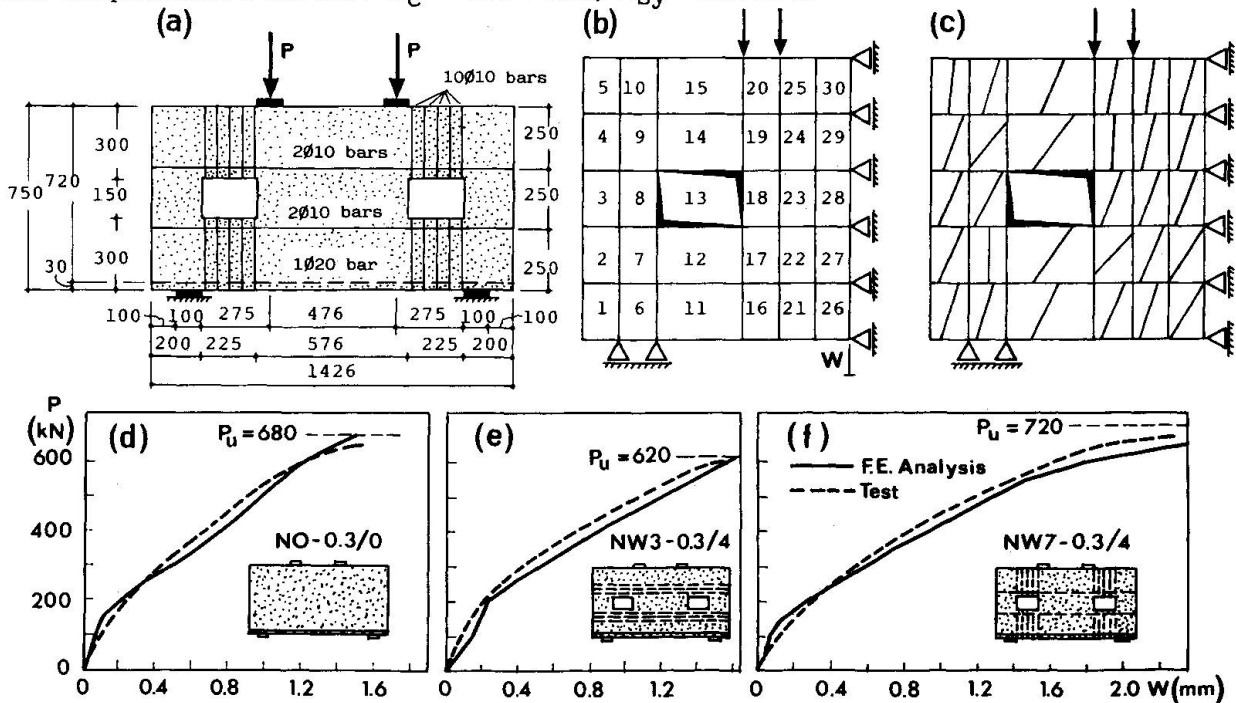 (a)
P
P
10Ø10 bars
2Ø10 bars
2Ø10 bars
1Ø20 bar
750
720
30
300
150
300
250
250
250
100 100 275 476 275 100 100
200 225 576 225 200
1426
(b)
5 10 15 20 25 30
4 9 14 19 24 29
3 8 13 18 23 28
2 7 12 17 22 27
1 6 11 16 21 26
W
(c)
P
(kN)
600
400
200
0
(d)
Pu = 680
NO-0.3/0
0 0.4 0.8 1.2 1.6
(e)
Pu = 620
NW3-0.3/4
0 0.4 0.8 1.2
(f)
Pu = 720
F.E. Analysis
Test
NW7-0.3/4
0 0.4 0.8 1.2 1.6 2.0 W(mm)